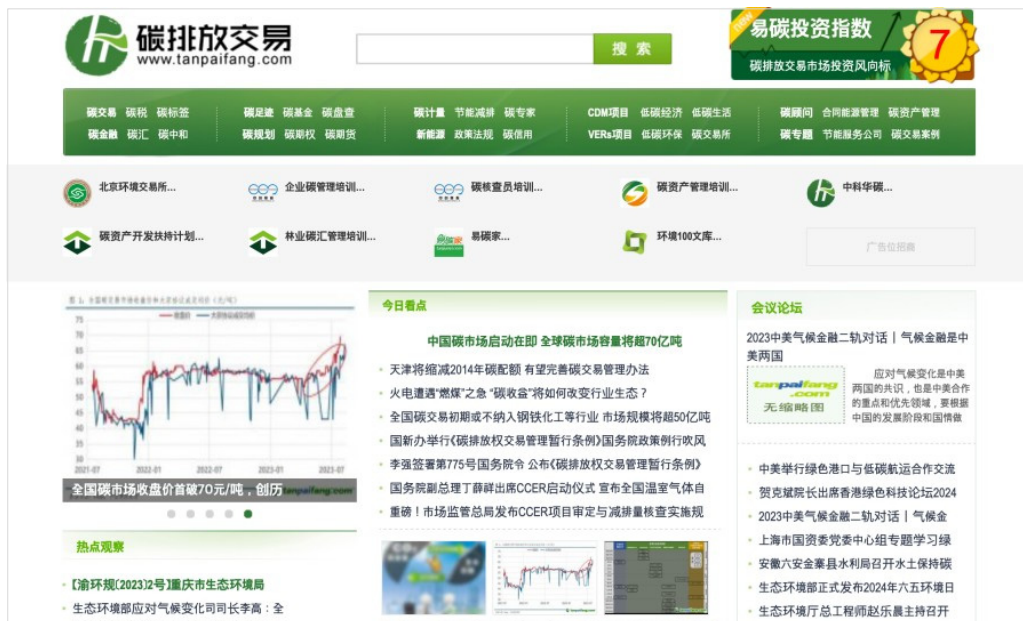 碳排放交易
www.tanpaifang.com
搜 索
new
易碳投资指数
碳排放交易市场投资风向标
7
碳交易 碳税 碳标签
碳金融 碳汇 碳中和
碳足迹 碳基金 碳盘查
碳规划 碳期权 碳期货
碳计量 节能减排 碳专家
新能源 政策法规 碳信用
CDM项目 低碳经济 低碳生活
VERs项目 低碳环保 碳交易所
碳顾问 合同能源管理 碳资产管理
碳专题 节能服务公司 碳交易案例
北京环境交易所...
企业碳管理培训...
碳核查员培训...
碳资产管理培训...
中科华碳...
碳资产开发扶持计划...
林业碳汇管理培训...
易碳家...
环境100文库...
广告位招商
75
70
65
60
55
50
45
40
35
30
2021-07 2022-01 2022-07 2023-01 2023-07
全国碳市场收盘价首破70元/吨，创历
tanpaifang.com
热点观察
【渝环规〔2023〕2号】重庆市生态环境局
生态环境部应对气候变化司司长李高：全
今日看点
中国碳市场启动在即 全球碳市场容量将超70亿吨
天津将缩减2014年碳配额 有望完善碳交易管理办法
火电遭遇“燃煤”之急 “碳收益”将如何改变行业生态？
全国碳交易初期或不纳入钢铁化工等行业 市场规模将超50亿吨
国新办举行《碳排放权交易管理暂行条例》国务院政策例行吹风
李强签署第775号国务院令 公布《碳排放权交易管理暂行条例》
国务院副总理丁薛祥出席CCER启动仪式 宣布全国温室气体自
重磅！市场监管总局发布CCER项目审定与减排量核查实施规
会议论坛
2023中美气候金融二轨对话｜气候金融是中
美两国
tanpaifang
.com
无缩略图
应对气候变化是中美
两国的共识，也是中美合作
的重点和优先领域，要根据
中国的发展阶段和国情做
中美举行绿色港口与低碳航运合作交流
贺克斌院长出席香港绿色科技论坛2024
2023中美气候金融二轨对话｜气候金
上海市国资委党委中心组专题学习绿
安徽六安金寨县水利局召开水土保持碳
生态环境部正式发布2024年六五环境日
生态环境厅总工程师赵乐晨主持召开